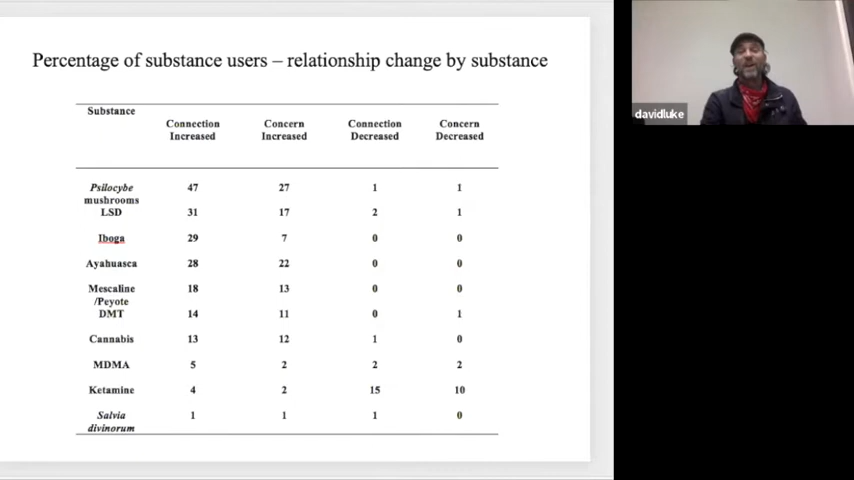 Percentage of substance users – relationship change by substance
Substance
Connection Increased
Concern Increased
Connection Decreased
Concern Decreased
Psilocybe mushrooms 47 27 1 1
LSD 31 17 2 1
Iboga 29 7 0 0
Ayahuasca 28 22 0 0
Mescaline /Peyote 18 13 0 0
DMT 14 11 0 1
Cannabis 13 12 1 0
MDMA 5 2 2 2
Ketamine 4 2 15 10
Salvia divinorum 1 1 1 0
davidluke